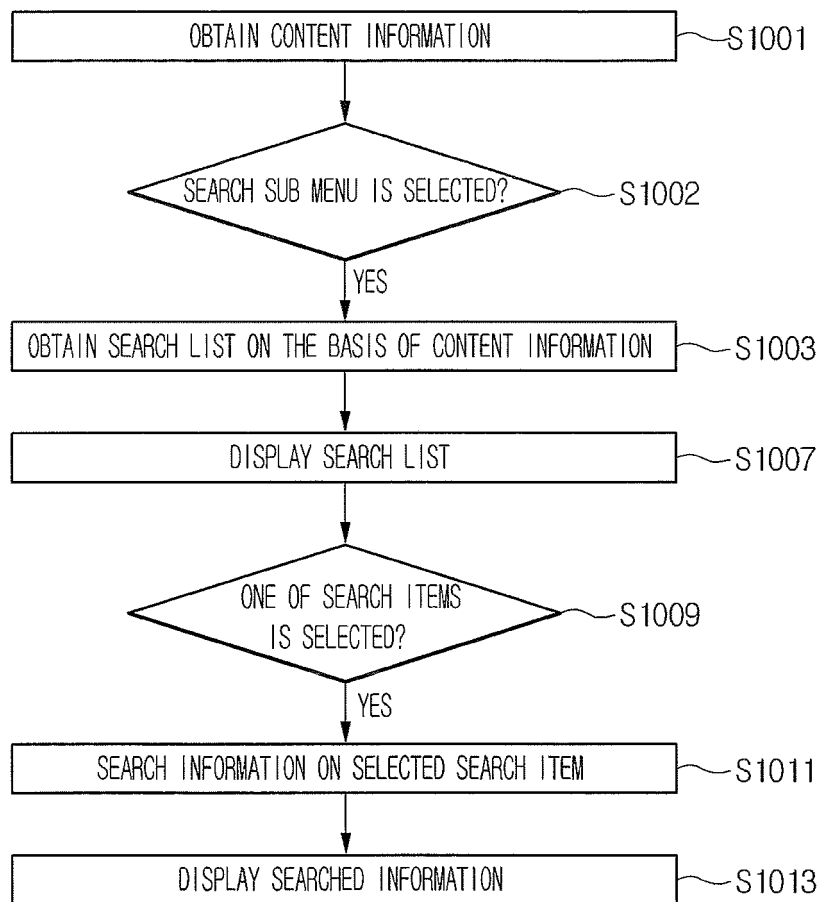 OBTAIN CONTENT INFORMATION
S1001
SEARCH SUB MENU IS SELECTED?
S1002
YES
OBTAIN SEARCH LIST ON THE BASIS OF CONTENT INFORMATION
S1003
DISPLAY SEARCH LIST
S1007
ONE OF SEARCH ITEMS
IS SELECTED?
S1009
YES
SEARCH INFORMATION ON SELECTED SEARCH ITEM
S1011
DISPLAY SEARCHED INFORMATION
S1013